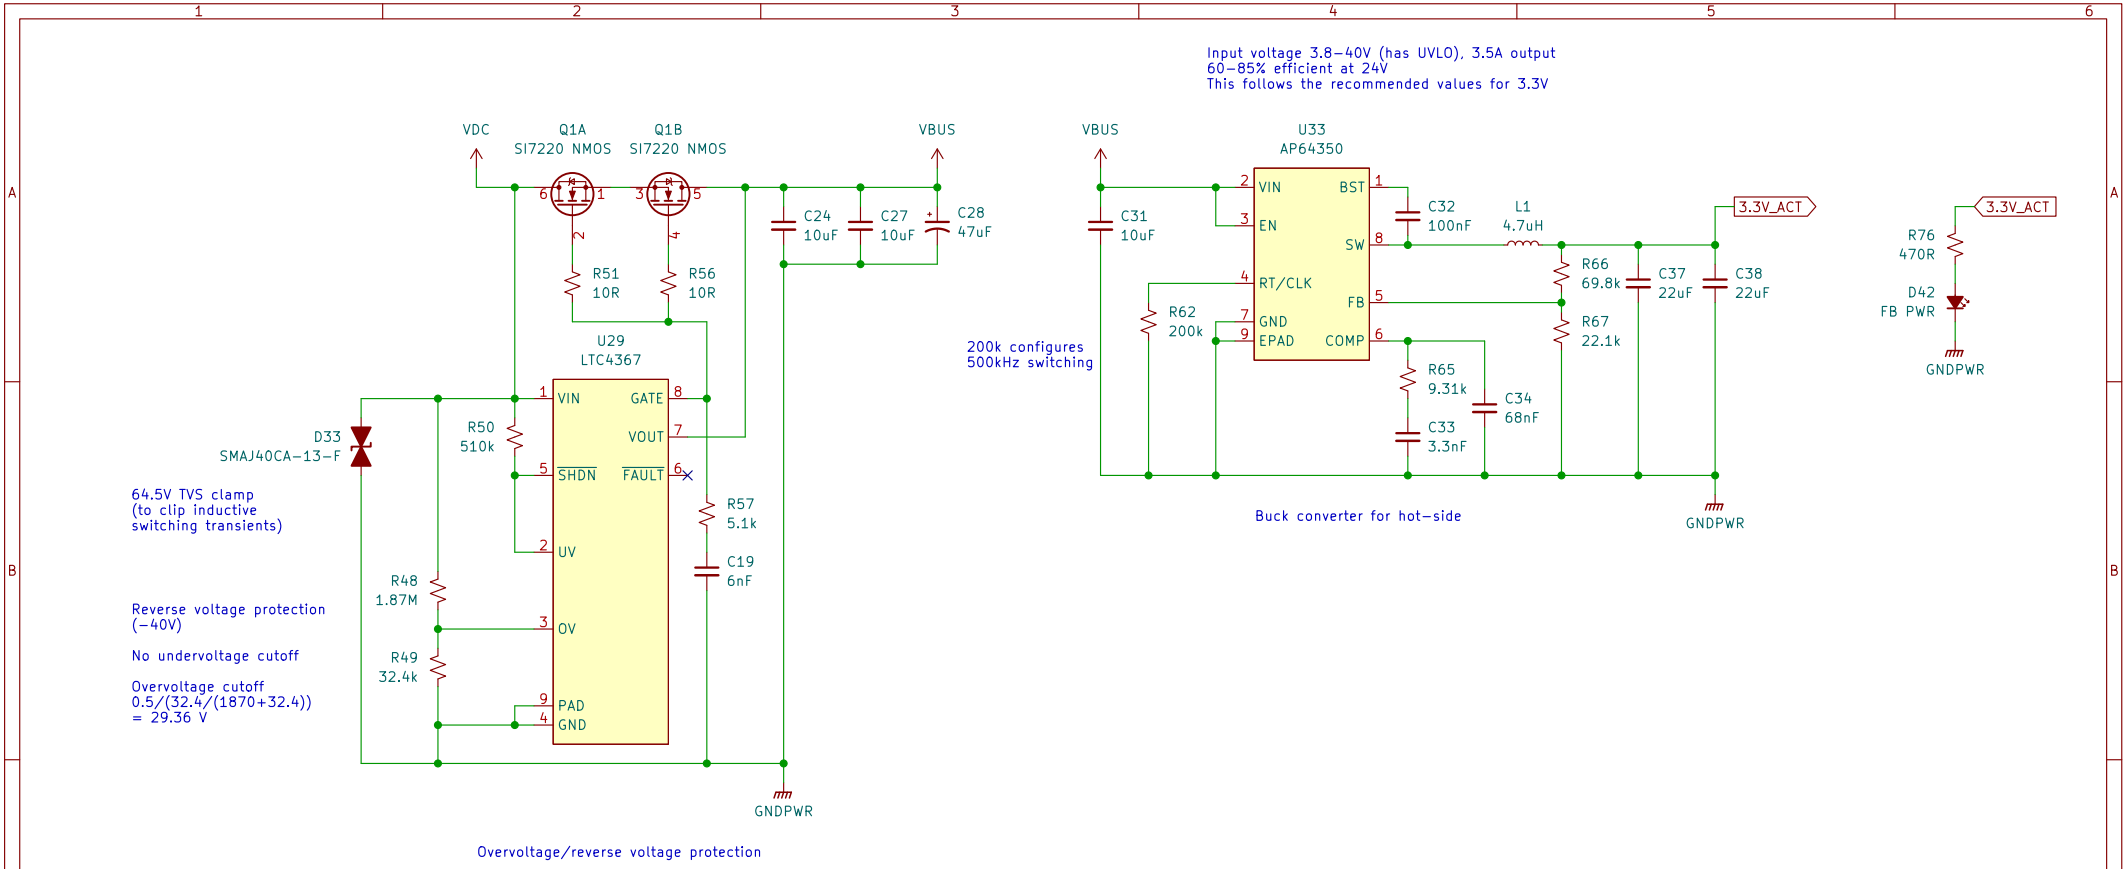 1 2 3 4 5 6
Input voltage 3.8-40V (has UVLO), 3.5A output
60-85% efficient at 24V
This follows the recommended values for 3.3V
VDC
Q1A
SI7220 NMOS
Q1B
SI7220 NMOS
VBUS
6
1
2
3
5
4
R51
10R
R56
10R
C24
10uF
C27
10uF
C28
47uF
U29
LTC4367
1 VIN
5 SHDN
2 UV
3 OV
9 PAD
4 GND
GATE 8
VOUT 7
FAULT 6
R50
510k
D33
SMAJ40CA-13-F
64.5V TVS clamp
(to clip inductive
switching transients)
R57
5.1k
C19
6nF
R48
1.87M
R49
32.4k
Reverse voltage protection
(-40V)
No undervoltage cutoff
Overvoltage cutoff
0.5/(32.4/(1870+32.4))
= 29.36 V
GNDPWR
Overvoltage/reverse voltage protection
VBUS
U33
AP64350
2 VIN
3 EN
4 RT/CLK
7 GND
9 EPAD
BST 1
SW 8
FB 5
COMP 6
C31
10uF
R62
200k
200k configures
500kHz switching
C32
100nF
L1
4.7uH
R66
69.8k
R67
22.1k
C37
22uF
C38
22uF
R65
9.31k
C33
3.3nF
C34
68nF
3.3V_ACT
GNDPWR
Buck converter for hot-side
3.3V_ACT
R76
470R
D42
FB PWR
GNDPWR
A
A
B
B